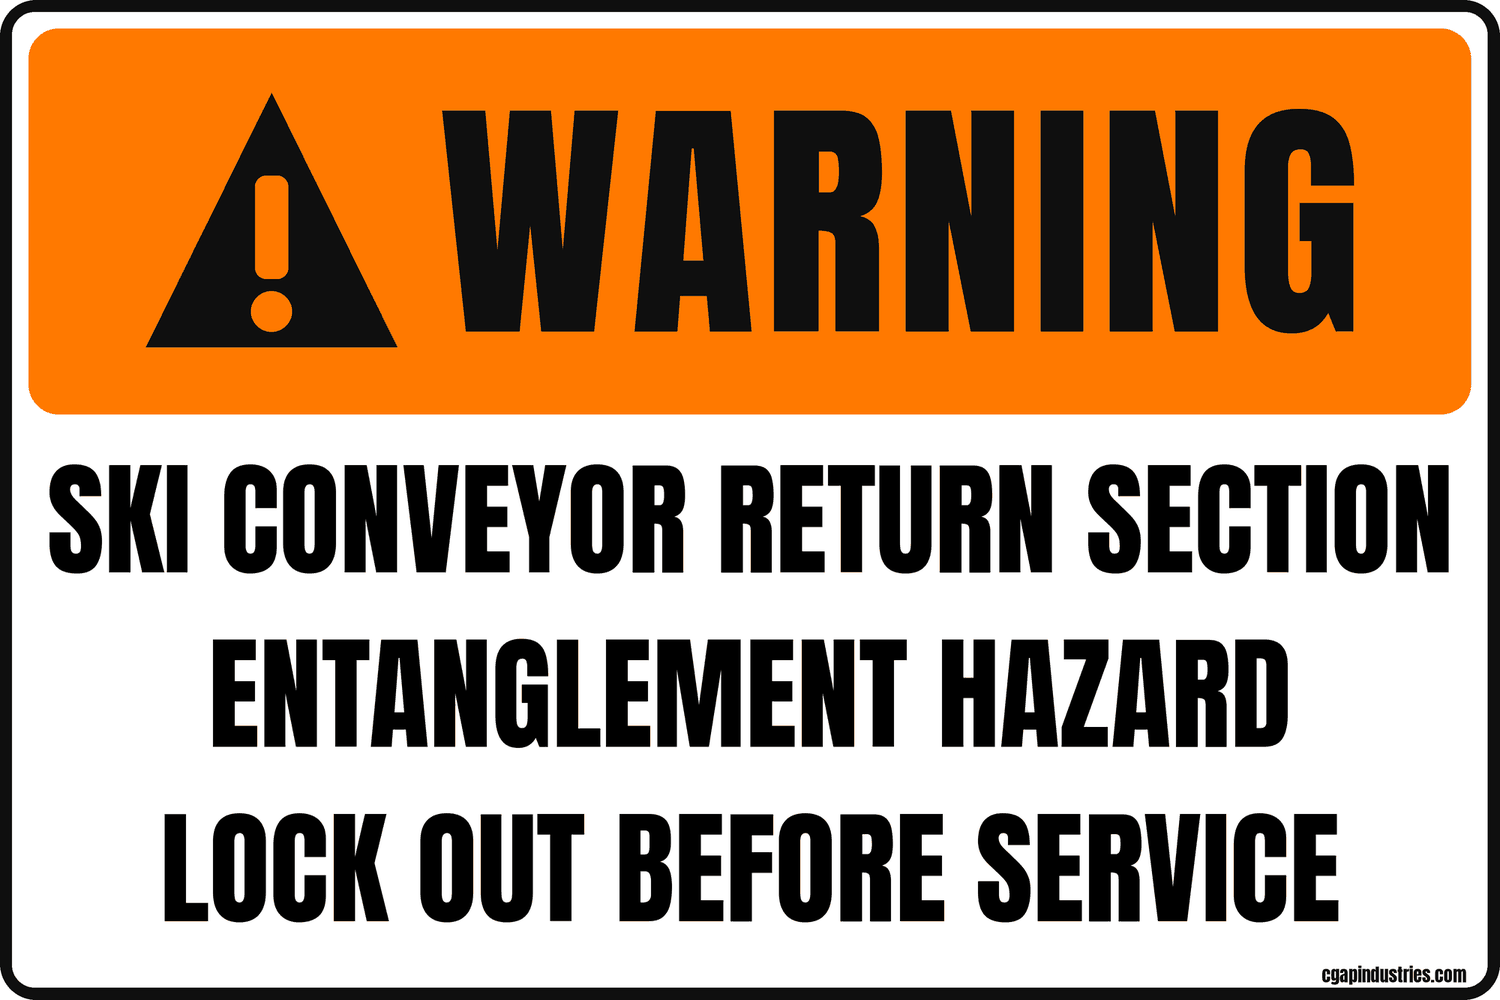 WARNING
SKI CONVEYOR RETURN SECTION
ENTANGLEMENT HAZARD
LOCK OUT BEFORE SERVICE
cgapindustries.com